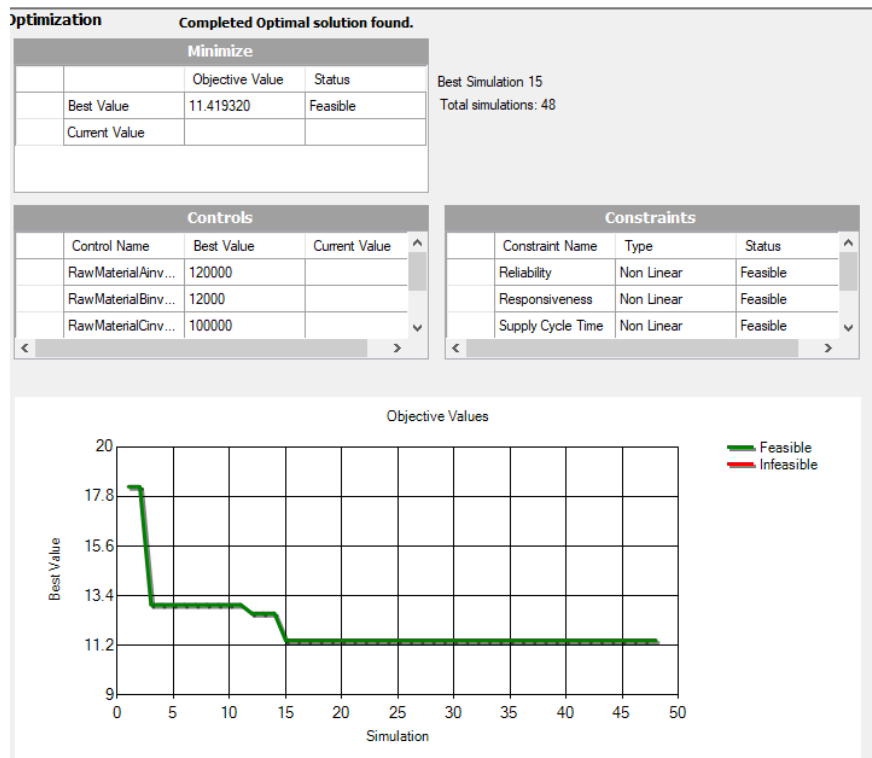 Optimization Completed Optimal solution found.
Minimize
Objective Value Status
Best Value 11.419320 Feasible
Current Value
Best Simulation 15
Total simulations: 48
Controls
Control Name Best Value Current Value
RawMaterialAinv... 120000
RawMaterialBinv... 12000
RawMaterialCinv... 100000
Constraints
Constraint Name Type Status
Reliability Non Linear Feasible
Responsiveness Non Linear Feasible
Supply Cycle Time Non Linear Feasible
Objective Values
20
17.8
15.6
13.4
11.2
9
Best Value
0 5 10 15 20 25 30 35 40 45 50
Simulation
Feasible
Infeasible